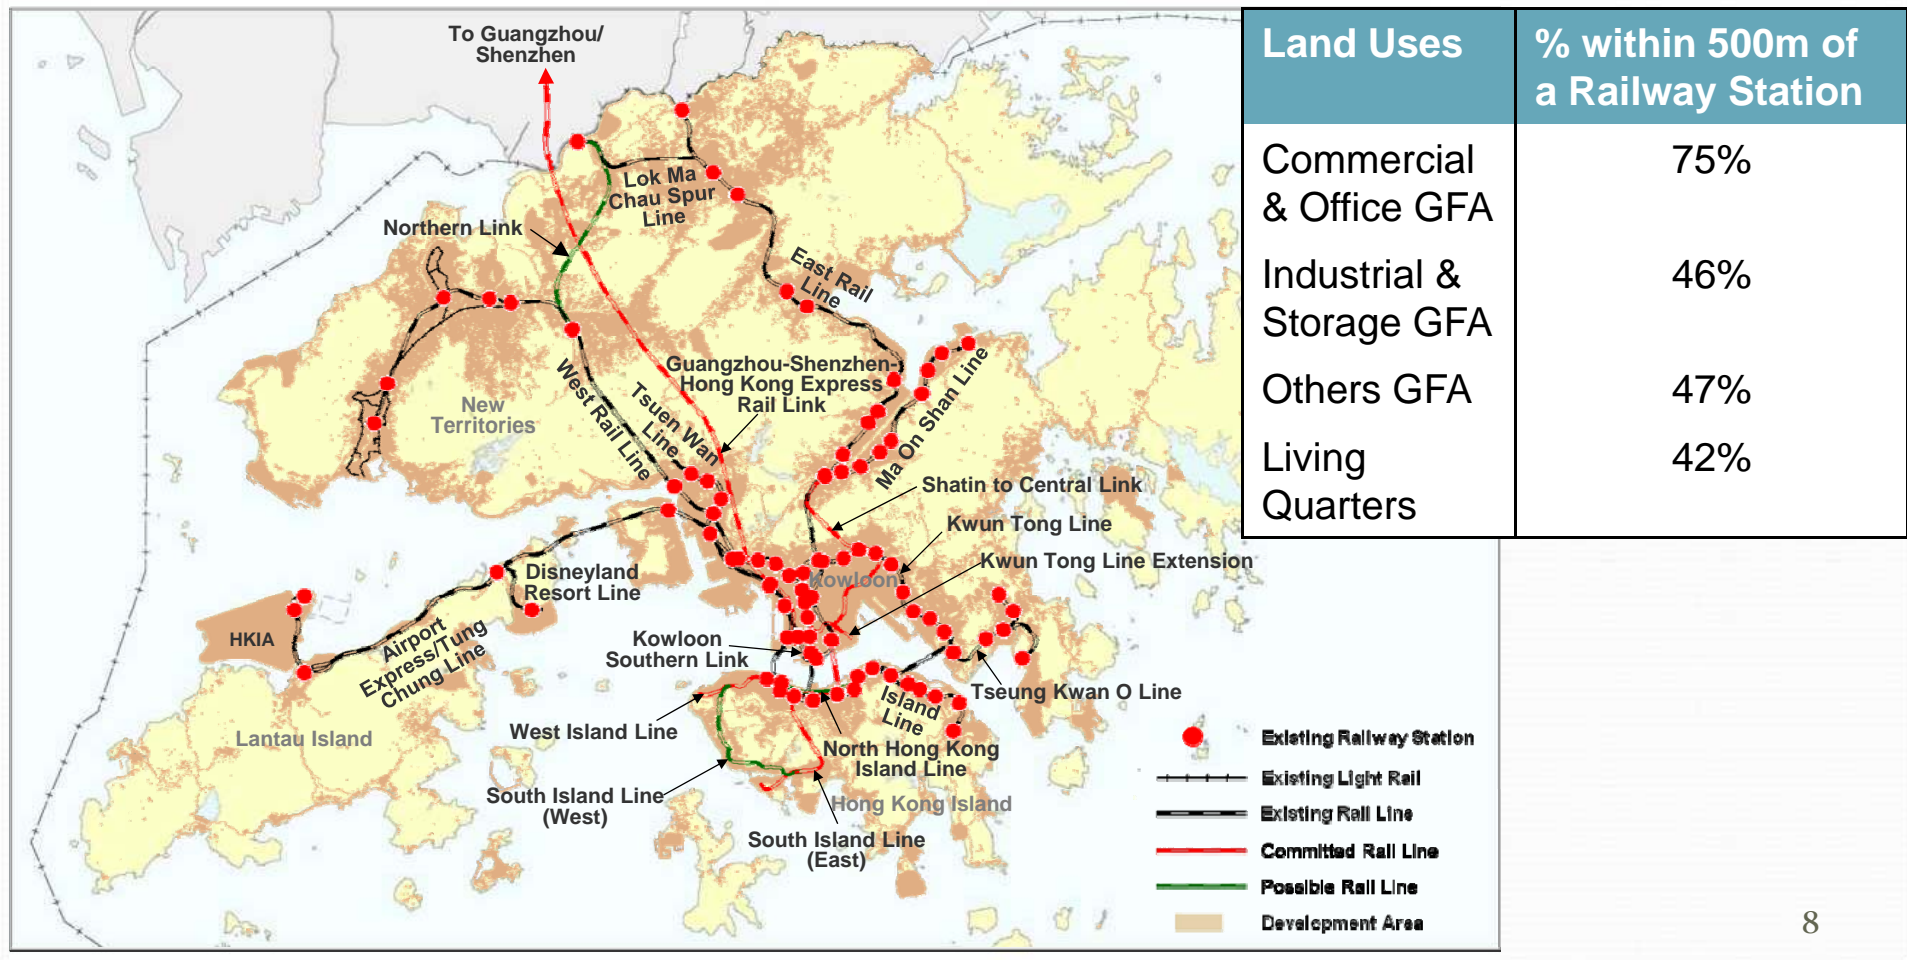 To Guangzhou/
Shenzhen
Lok Ma
Chau Spur
Line
Northern Link
East Rail
Line
Guangzhou-Shenzhen-
Hong Kong Express
Rail Link
West Rail Line
Tsuen Wan
Line
New
Territories
Ma On Shan Line
Shatin to Central Link
Kwun Tong Line
Kwun Tong Line Extension
Kowloon
Disneyland
Resort Line
HKIA
Airport
Express/Tung
Chung Line
Kowloon
Southern Link
Tseung Kwan O Line
Island
Line
West Island Line
North Hong Kong
Island Line
Lantau Island
South Island Line
(West)
Hong Kong Island
South Island Line
(East)
Existing Railway Station
Existing Light Rail
Existing Rail Line
Committed Rail Line
Possible Rail Line
Development Area
Land Uses
% within 500m of
a Railway Station
Commercial
& Office GFA
75%
Industrial &
Storage GFA
46%
Others GFA
47%
Living
Quarters
42%
8